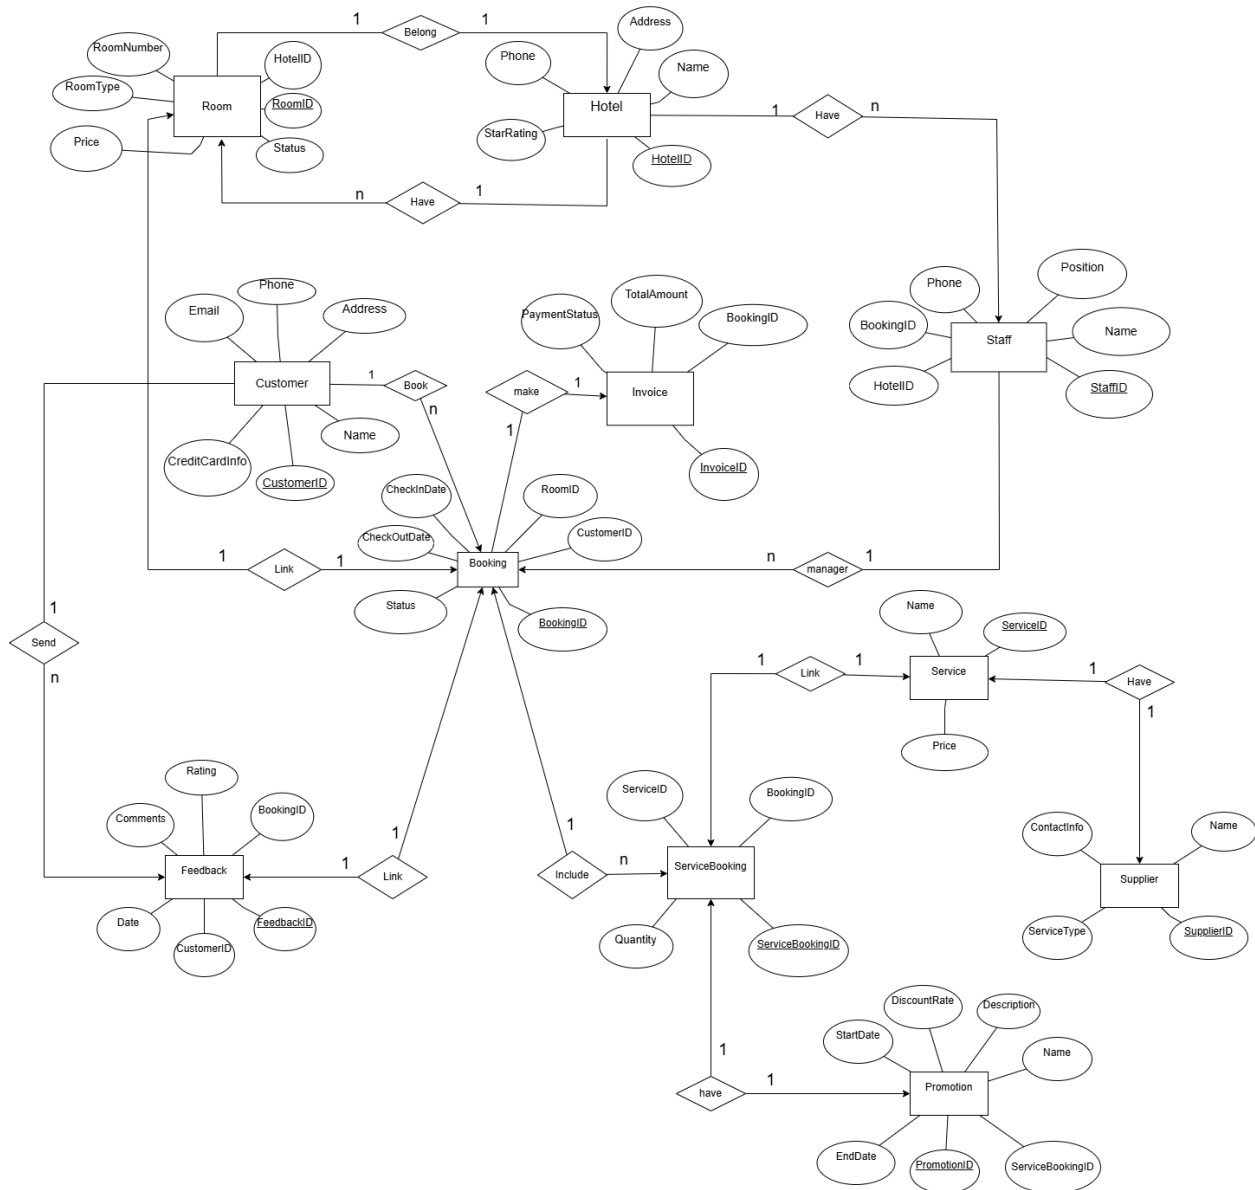 1
Belong
1
Address
RoomNumber
HotelID
Phone
Name
RoomType
Room
RoomID
Hotel
1
Have
n
Price
Status
StarRating
HotelID
n
Have
1
Phone
Position
Email
Address
PaymentStatus
TotalAmount
BookingID
BookingID
Staff
Name
Customer
1
Book
n
make
1
Invoice
HotelID
StaffID
1
CreditCardInfo
Name
CustomerID
InvoiceID
CheckInDate
RoomID
CheckOutDate
CustomerID
1
Link
1
Booking
n
manager
1
Status
BookingID
1
Send
n
Name
ServiceID
1
Link
1
Service
1
Have
1
Price
Rating
Comments
BookingID
ServiceID
BookingID
ContactInfo
Name
Feedback
1
Link
1
1
Include
n
ServiceBooking
Supplier
Date
CustomerID
FeedbackID
Quantity
ServiceBookingID
ServiceType
SupplierID
DiscountRate
Description
StartDate
Name
1
have
1
Promotion
EndDate
PromotionID
ServiceBookingID